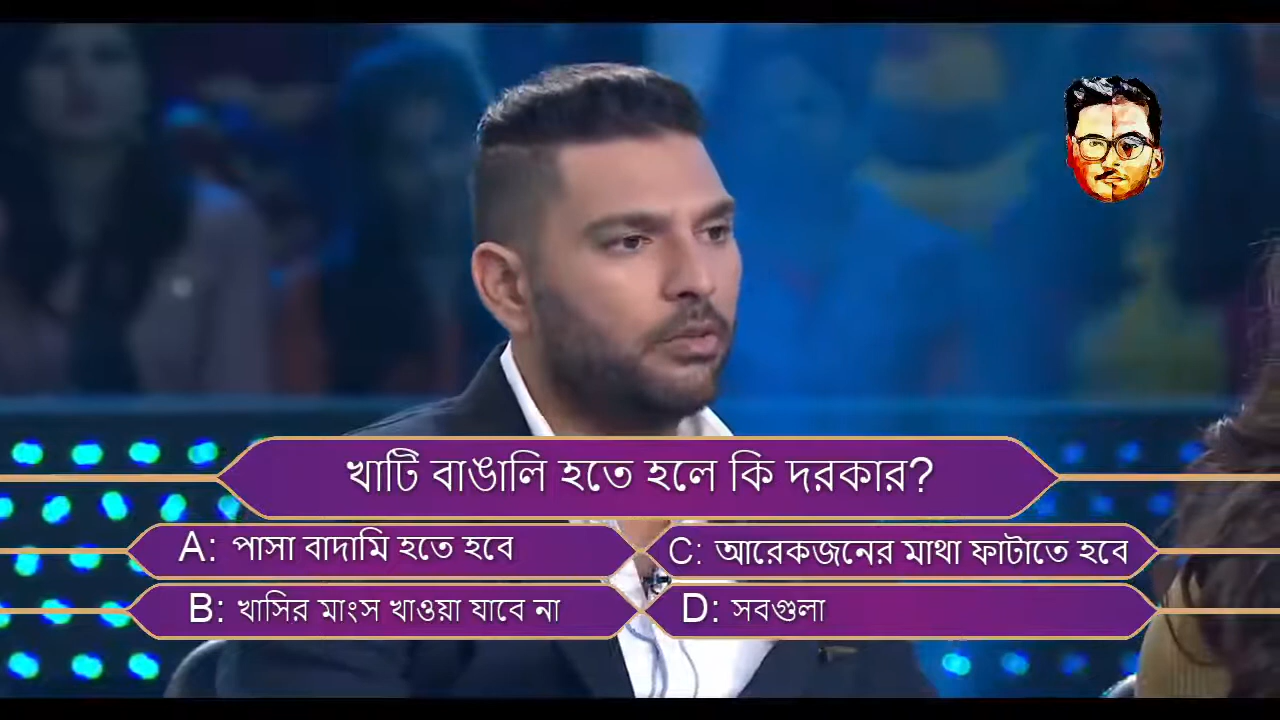 খাটি বাঙালি হতে হলে কি দরকার?
A: পাসা বাদামি হতে হবে
C: আরেকজনের মাথা ফাটাতে হবে
B: খাসির মাংস খাওয়া যাবে না
D: সবগুলা